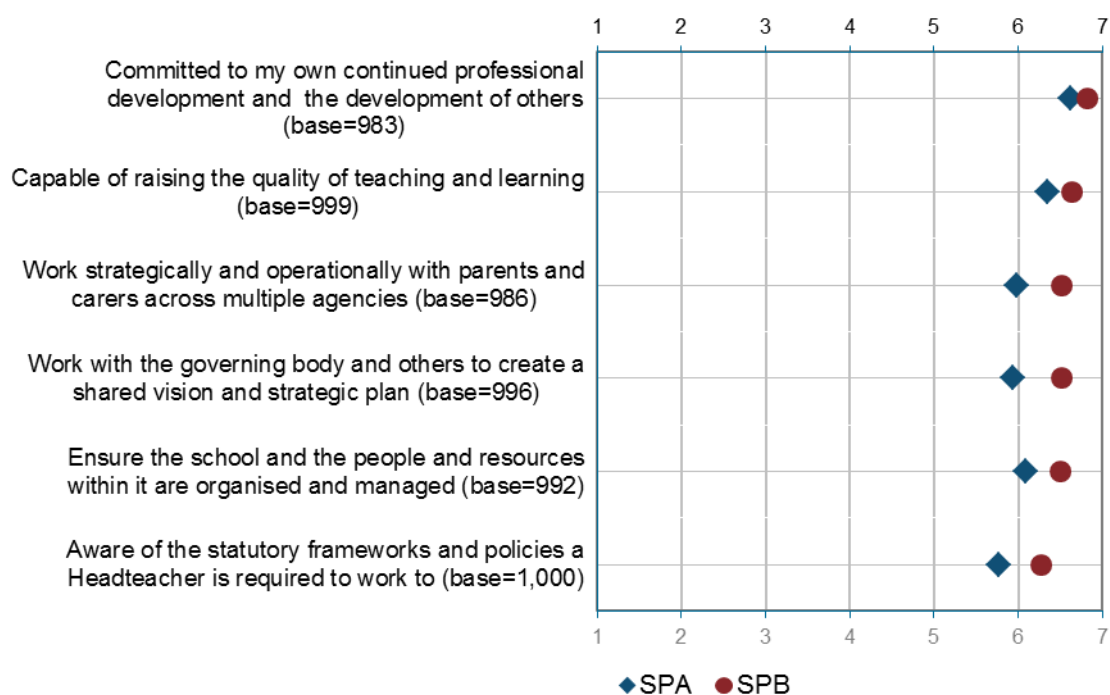 1 2 3 4 5 6 7
Committed to my own continued professional
development and  the development of others
(base=983)
Capable of raising the quality of teaching and learning
(base=999)
Work strategically and operationally with parents and
carers across multiple agencies (base=986)
Work with the governing body and others to create a
shared vision and strategic plan (base=996)
Ensure the school and the people and resources
within it are organised and managed (base=992)
Aware of the statutory frameworks and policies a
Headteacher is required to work to (base=1,000)
1 2 3 4 5 6 7
SPA SPB